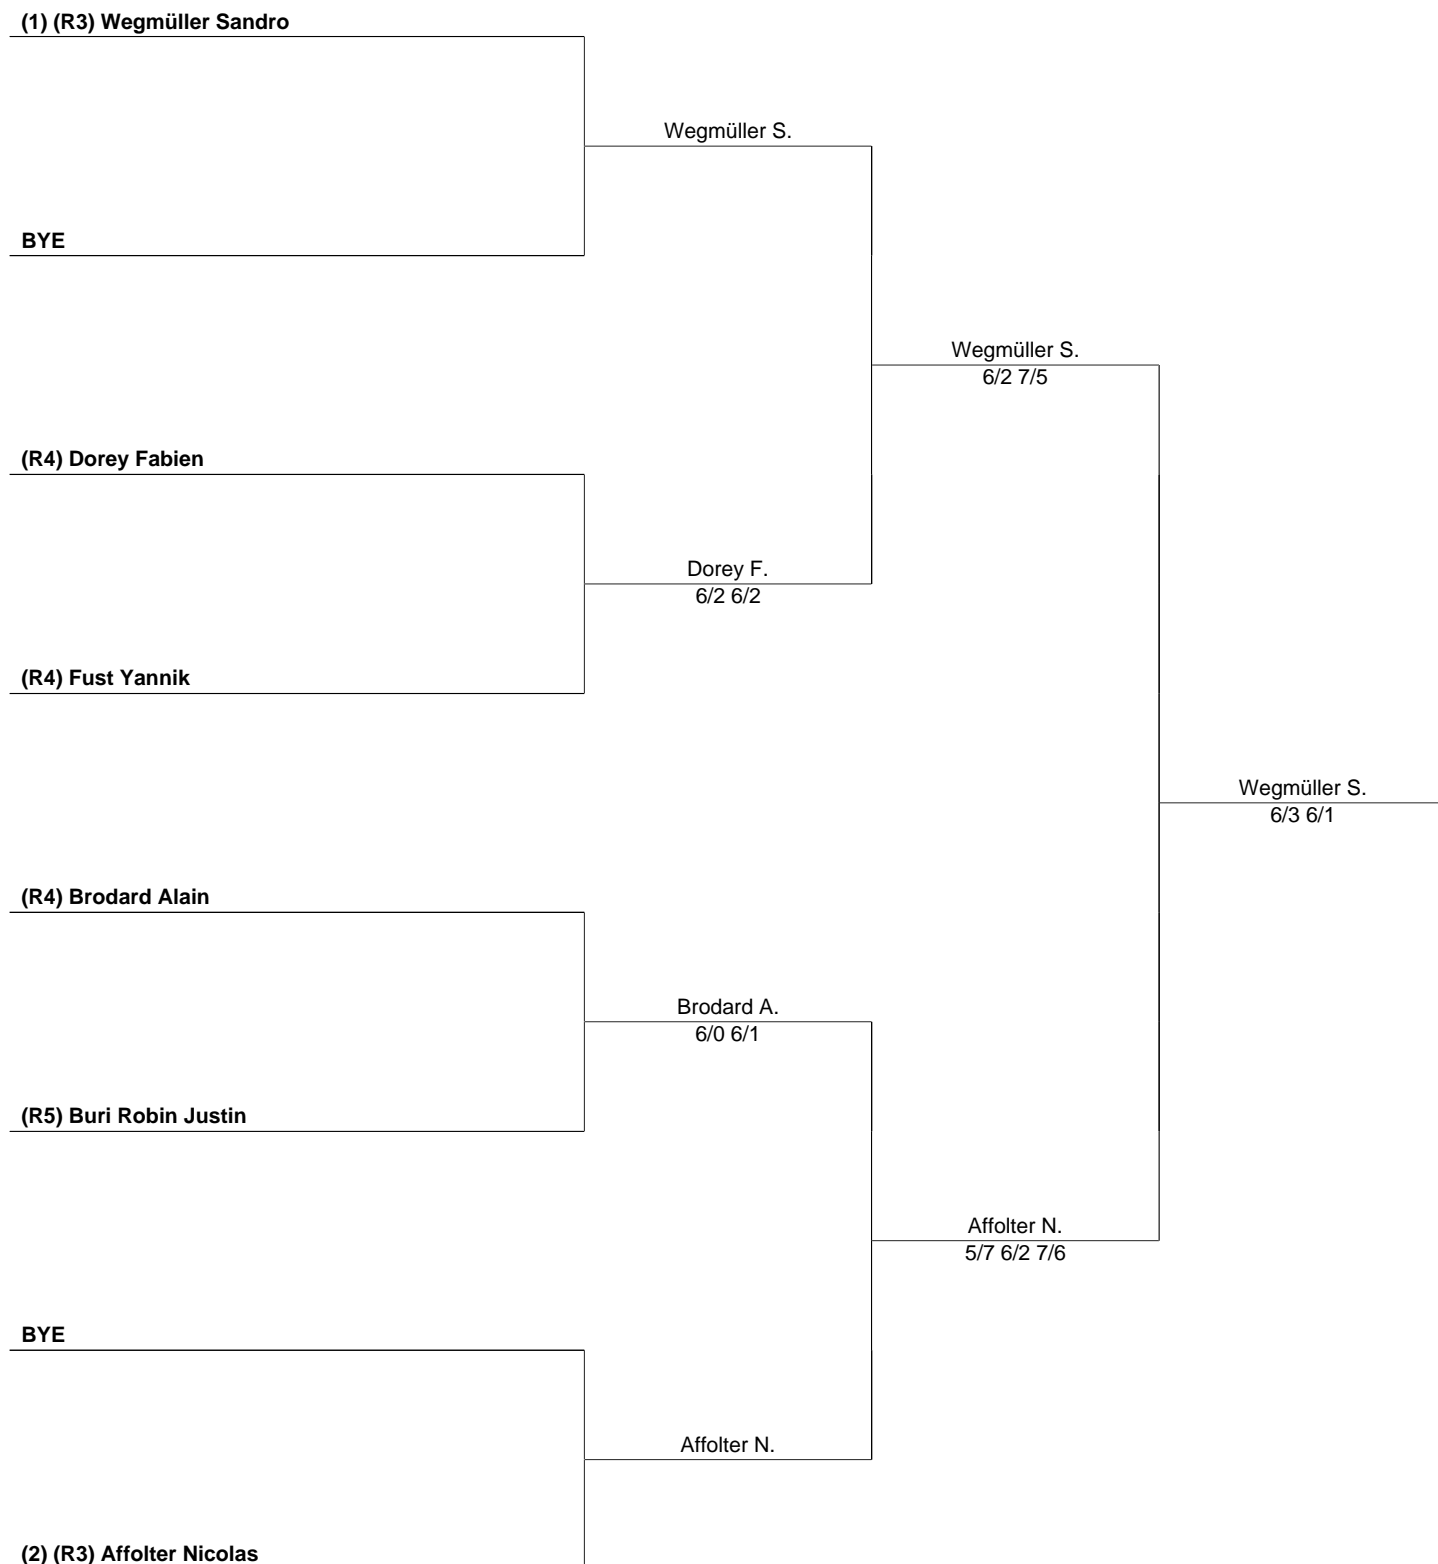 (1) (R3) Wegmüller Sandro
Wegmüller S.
BYE
Wegmüller S.
6/2 7/5
(R4) Dorey Fabien
Dorey F.
6/2 6/2
(R4) Fust Yannik
Wegmüller S.
6/3 6/1
(R4) Brodard Alain
Brodard A.
6/0 6/1
(R5) Buri Robin Justin
Affolter N.
5/7 6/2 7/6
BYE
Affolter N.
(2) (R3) Affolter Nicolas